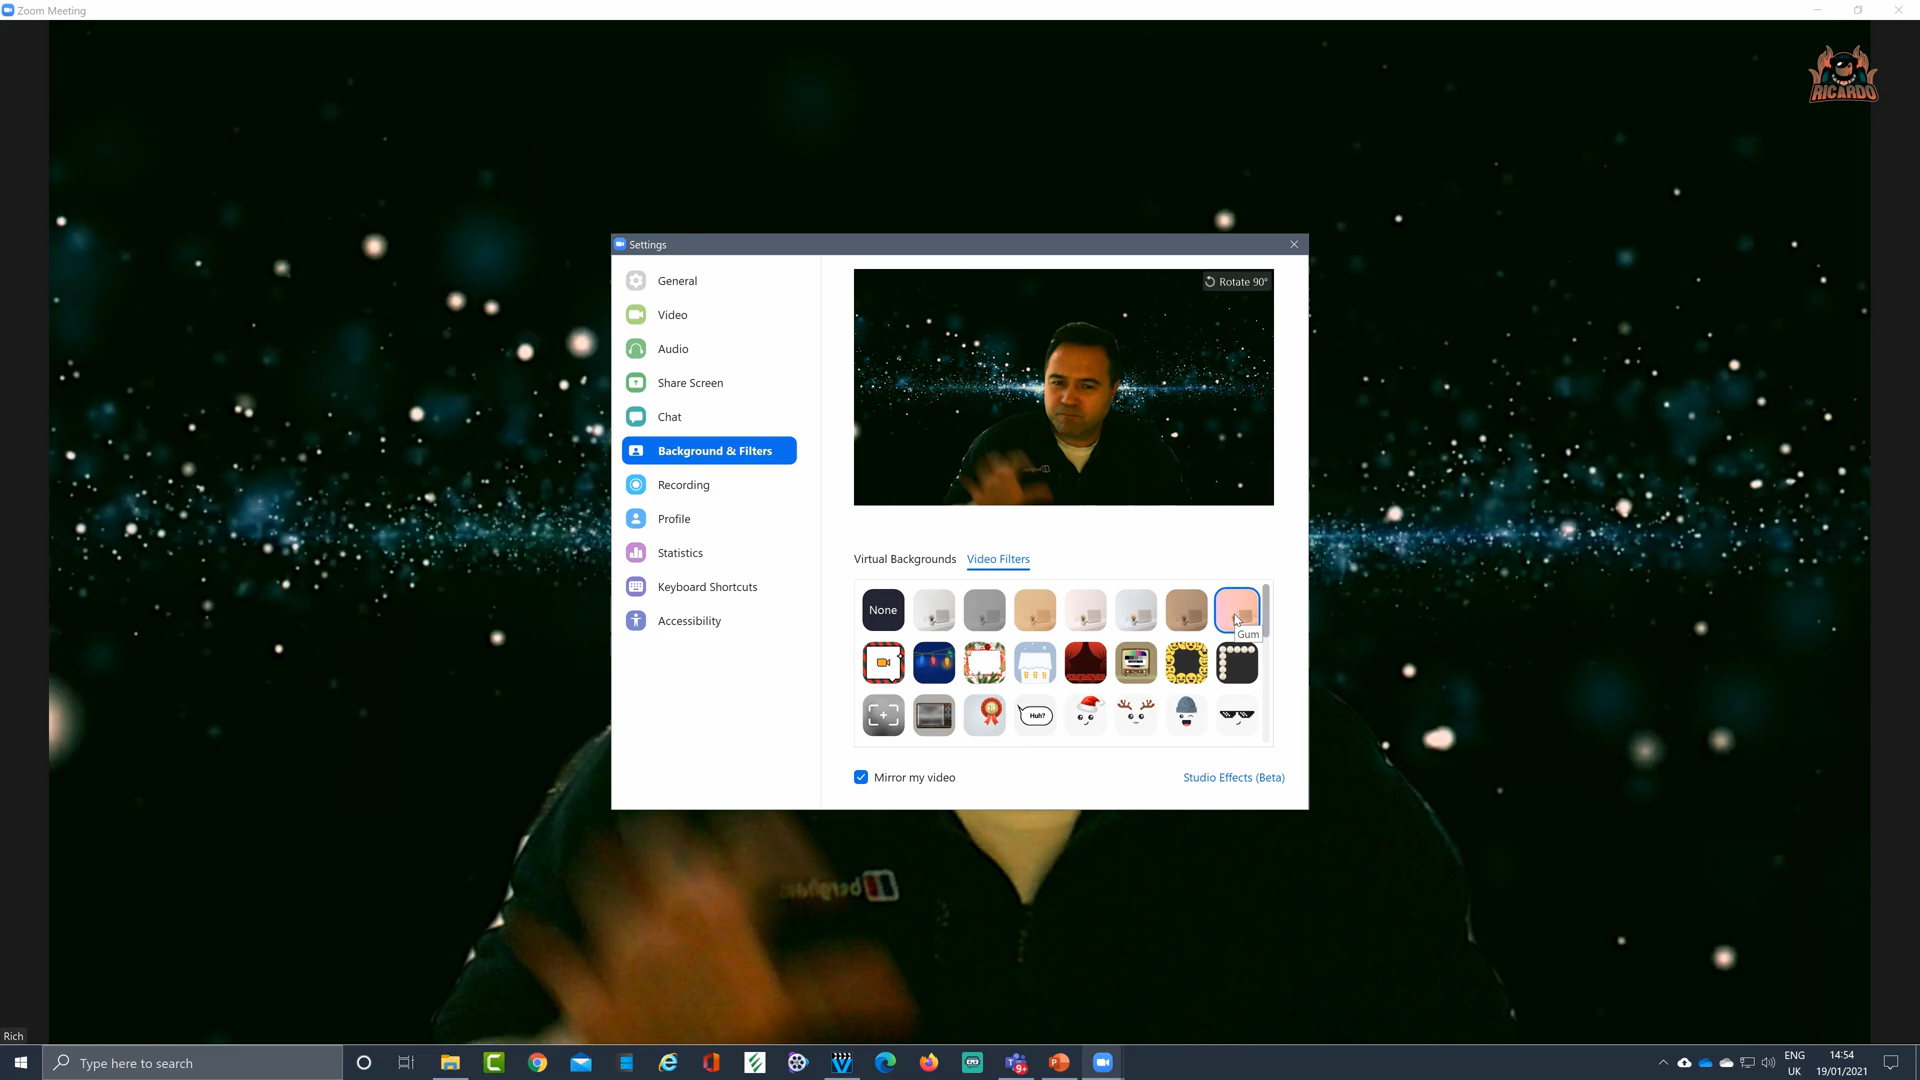 Zoom Meeting
RICARDO
Settings
General
Video
Audio
Share Screen
Chat
Background & Filters
Recording
Profile
Statistics
Keyboard Shortcuts
Accessibility
Rotate 90°
Virtual Backgrounds Video Filters
None
Gum
Huh?
Mirror my video
Studio Effects (Beta)
Rich
Type here to search
9+
ENG
UK
14:54
19/01/2021